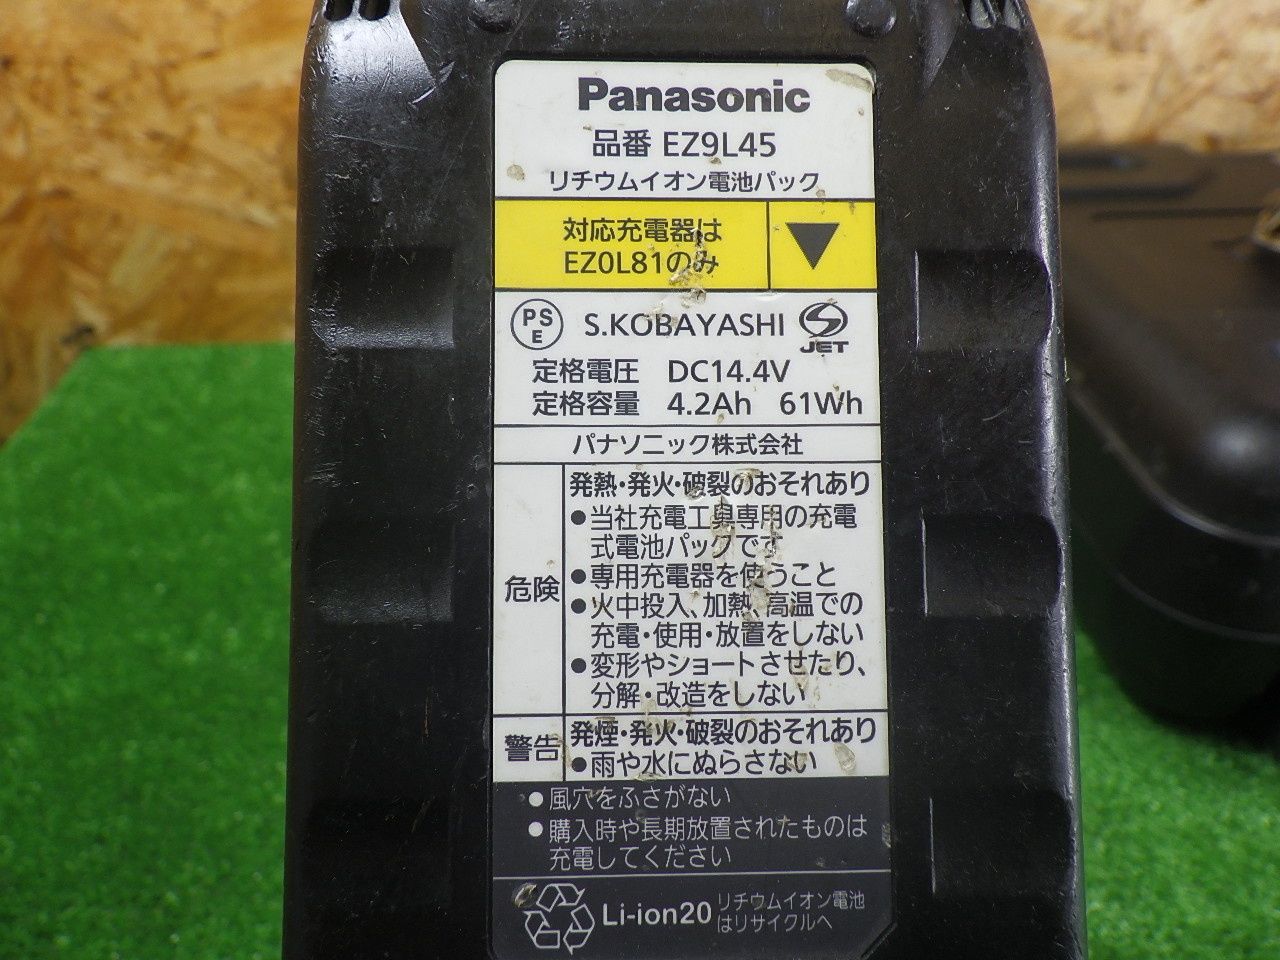 Panasonic
品番 EZ9L45
リチウムイオン電池パック
対応充電器は
EZ0L81のみ
PS
E
S.KOBAYASHI
JET
定格電圧 DC14.4V
定格容量 4.2Ah 61Wh
パナソニック株式会社
危険
発熱・発火・破裂のおそれあり
●当社充電工具専用の充電
式電池パックです
●専用充電器を使うこと
●火中投入、加熱、高温での
充電・使用・放置をしない
●変形やショートさせたり、
分解・改造をしない
警告
発煙・発火・破裂のおそれあり
●雨や水にぬらさない
●風穴をふさがない
●購入時や長期放置されたものは
充電してください
Li-ion20
リチウムイオン電池
はリサイクルへ